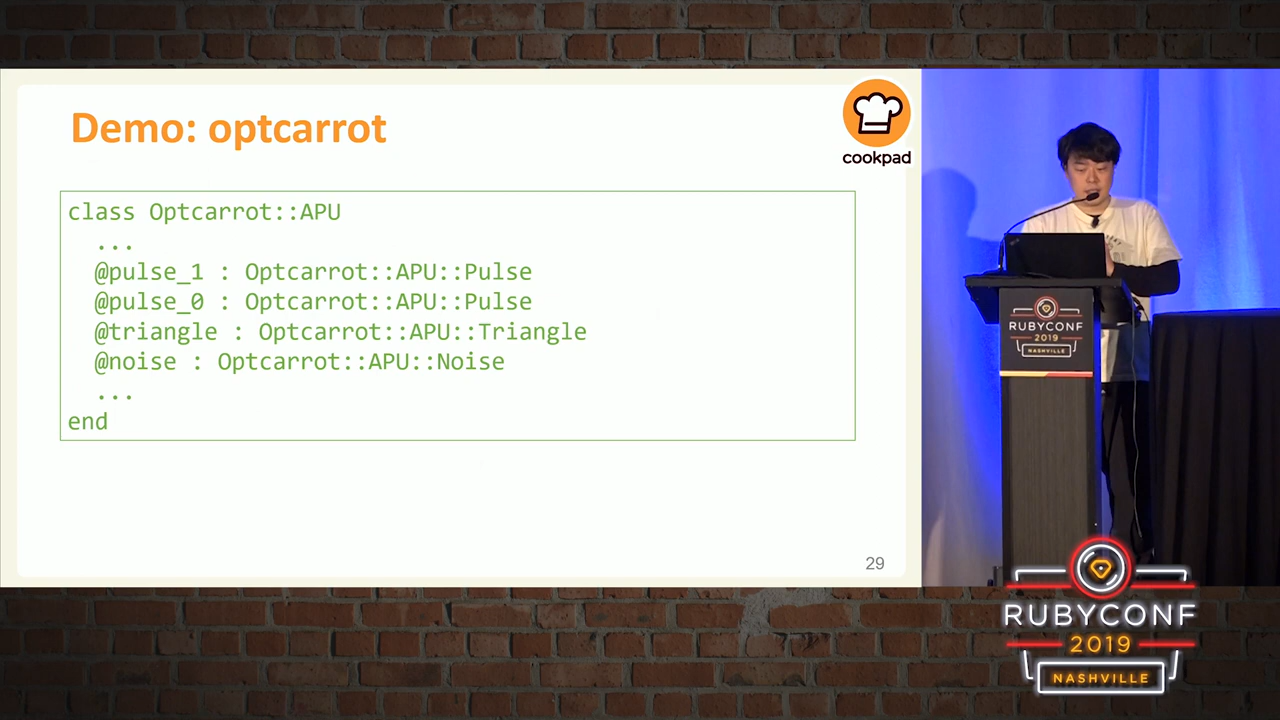 Demo: optcarrot
cookpad
class Optcarrot::APU
...
@pulse_1 : Optcarrot::APU::Pulse
@pulse_0 : Optcarrot::APU::Pulse
@triangle : Optcarrot::APU::Triangle
@noise : Optcarrot::APU::Noise
...
end
29
RUBYCONF
2019
NASHVILLE
RUBYCONF
2019
NASHVILLE